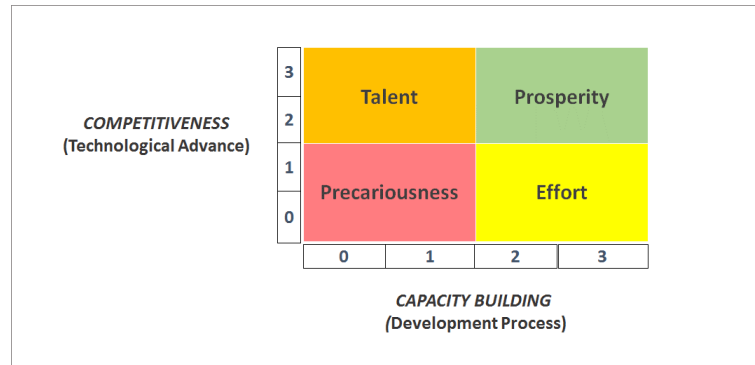 3
Talent
Prosperity
COMPETITIVENESS
2
(Technological Advance)
1
Precariousness
Effort
0
0 1 2 3
CAPACITY BUILDING
(Development Process)